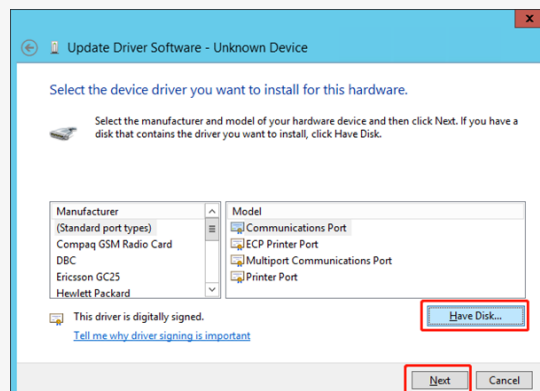 x
Update Driver Software - Unknown Device
Select the device driver you want to install for this hardware.
Select the manufacturer and model of your hardware device and then click Next. If you have a
disk that contains the driver you want to install, click Have Disk.
Manufacturer
(Standard port types)
Compaq GSM Radio Card
DBC
Ericsson GC25
Hewlett Packard
Model
Communications Port
ECP Printer Port
Multiport Communications Port
Printer Port
This driver is digitally signed.
Tell me why driver signing is important
Have Disk...
Next
Cancel